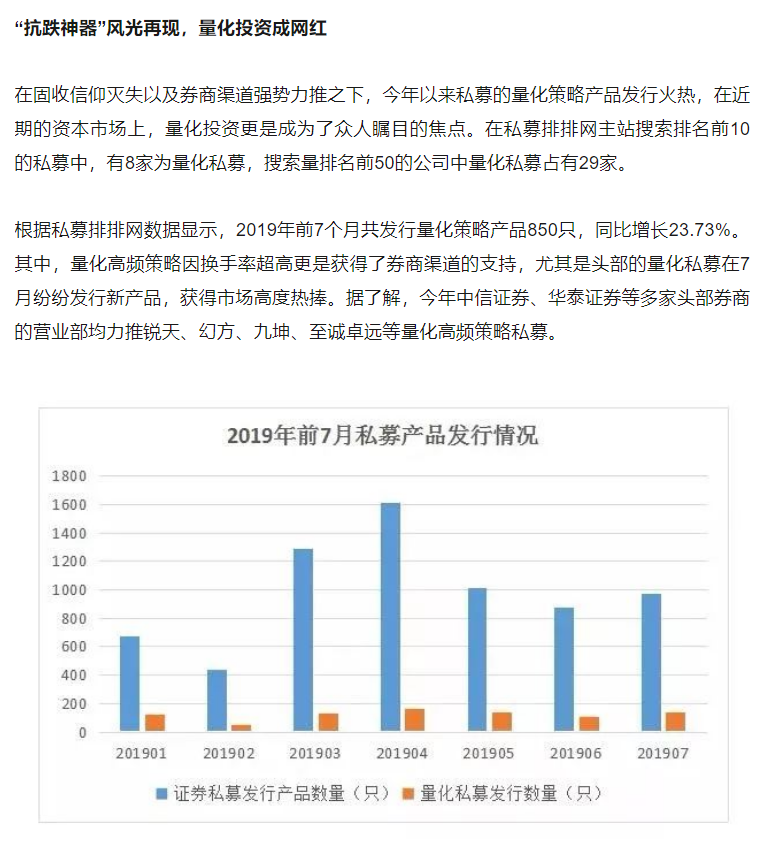 “抗跌神器”风光再现，量化投资成网红
在固收信仰灭失以及券商渠道强势力推之下，今年以来私募的量化策略产品发行火热，在近
期的资本市场上，量化投资更是成为了众人瞩目的焦点。在私募排排网主站搜索排名前10
的私募中，有8家为量化私募，搜索量排名前50的公司中量化私募占有29家。
根据私募排排网数据显示，2019年前7个月共发行量化策略产品850只，同比增长23.73%。
其中，量化高频策略因换手率超高更是获得了券商渠道的支持，尤其是头部的量化私募在7
月纷纷发行新产品，获得市场高度热捧。据了解，今年中信证券、华泰证券等多家头部券商
的营业部均力推锐天、幻方、九坤、至诚卓远等量化高频策略私募。
2019年前7月私募产品发行情况
1800
1600
1400
1200
1000
800
600
400
200
0
201901 201902 201903 201904 201905 201906 201907
证券私募发行产品数量（只） 量化私募发行数量（只）